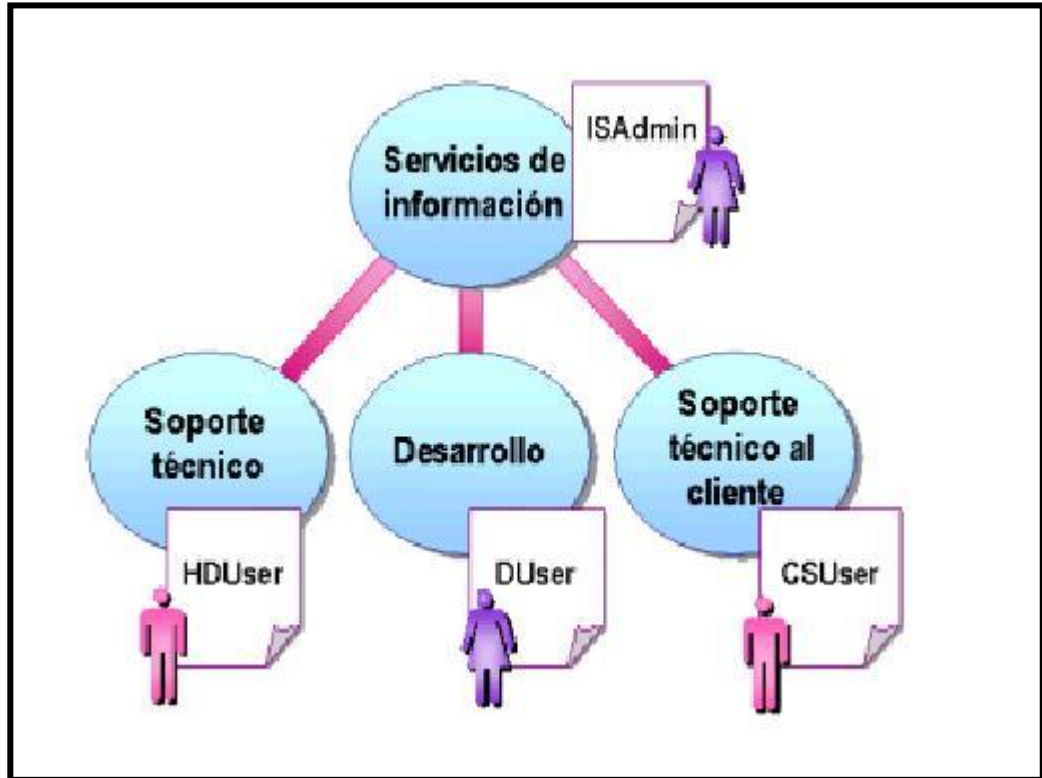 Servicios de
información
ISAdmin
Soporte
técnico
HDUser
Desarrollo
DUser
Soporte
técnico al
cliente
CSUser